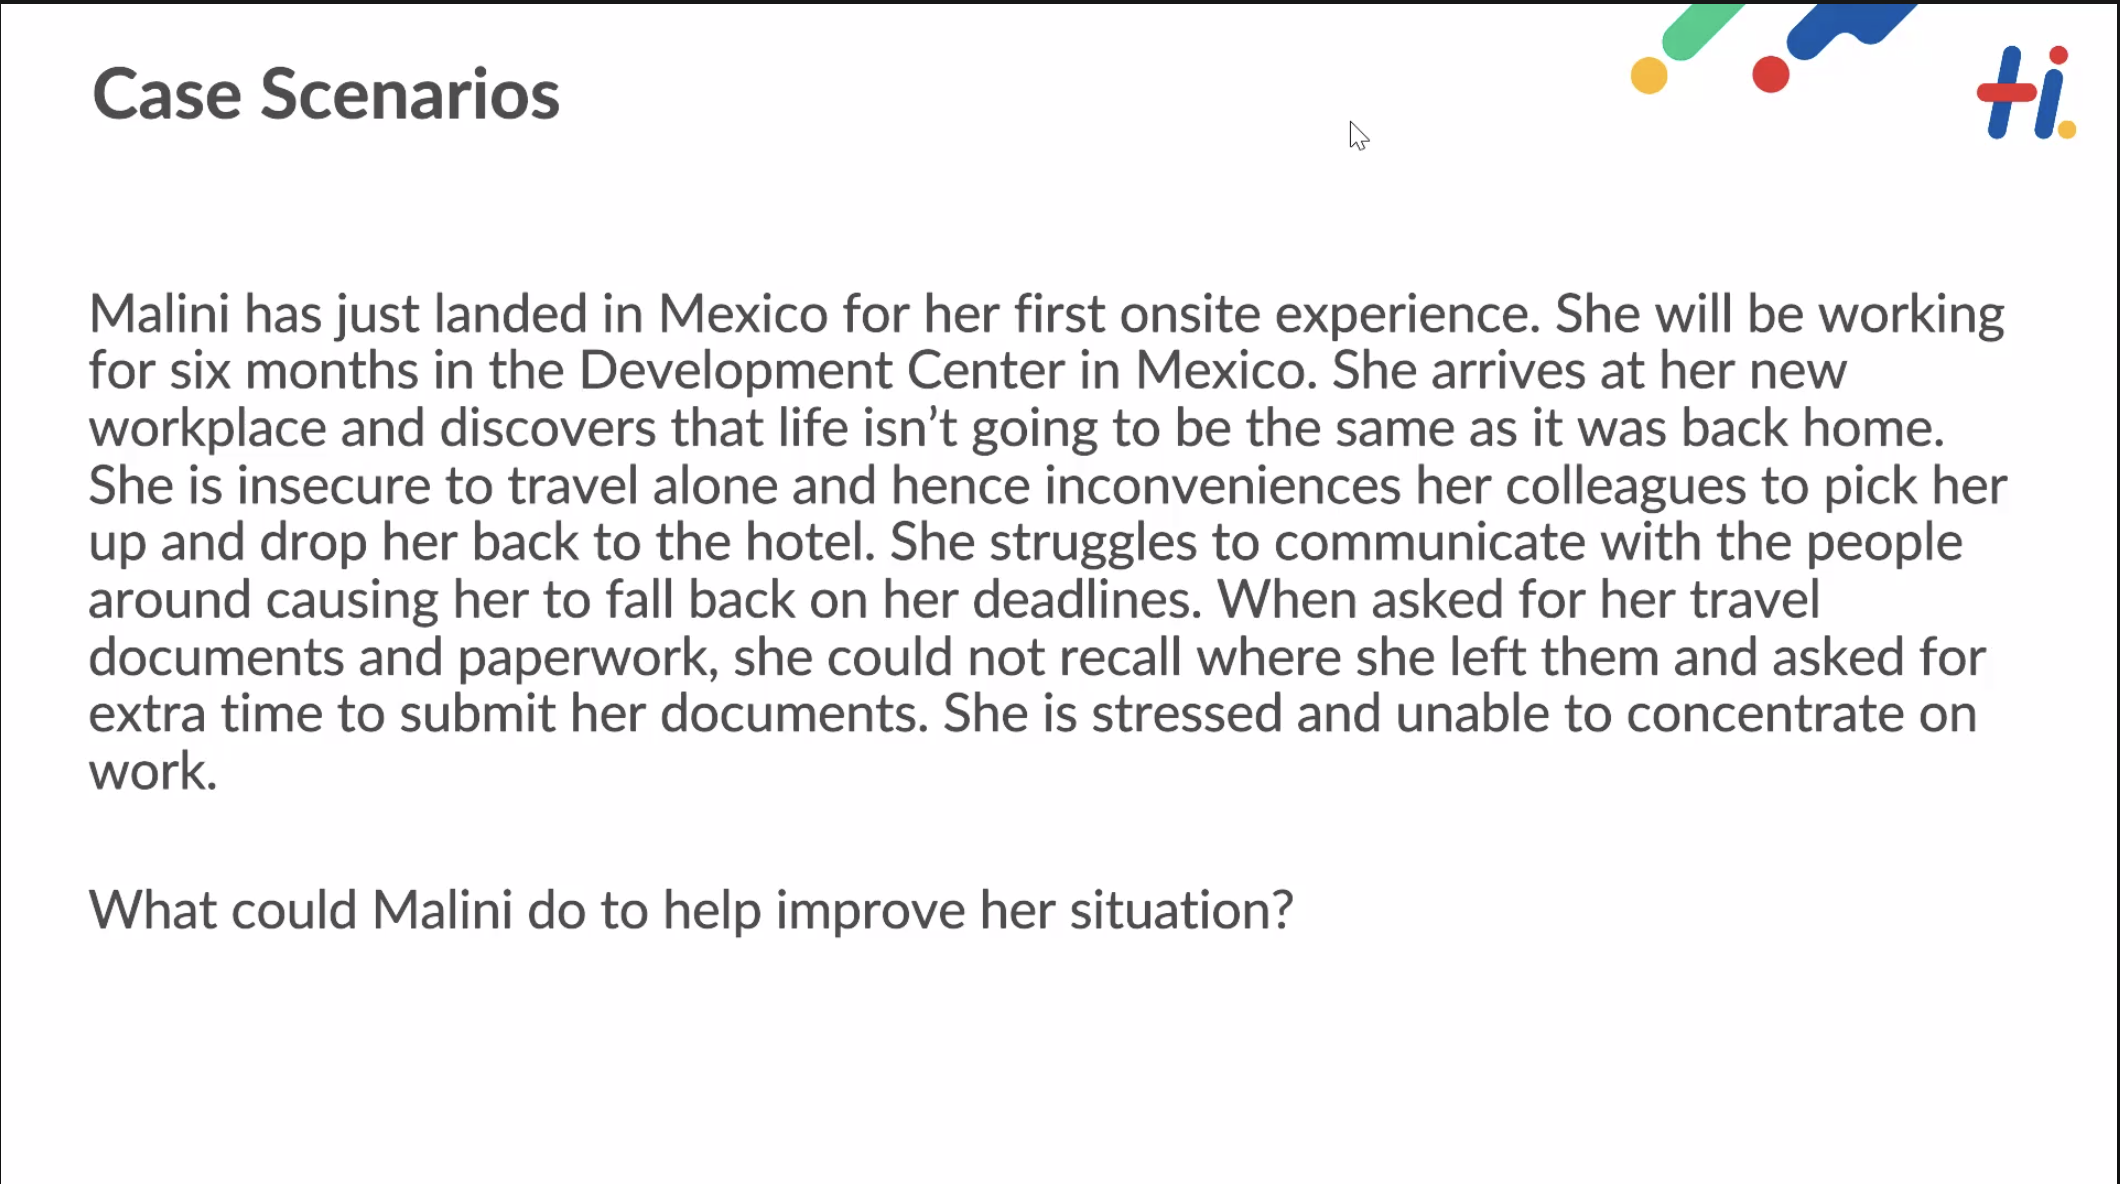 Case Scenarios
Hi.
Malini has just landed in Mexico for her first onsite experience. She will be working
for six months in the Development Center in Mexico. She arrives at her new
workplace and discovers that life isn’t going to be the same as it was back home.
She is insecure to travel alone and hence inconveniences her colleagues to pick her
up and drop her back to the hotel. She struggles to communicate with the people
around causing her to fall back on her deadlines. When asked for her travel
documents and paperwork, she could not recall where she left them and asked for
extra time to submit her documents. She is stressed and unable to concentrate on
work.
What could Malini do to help improve her situation?